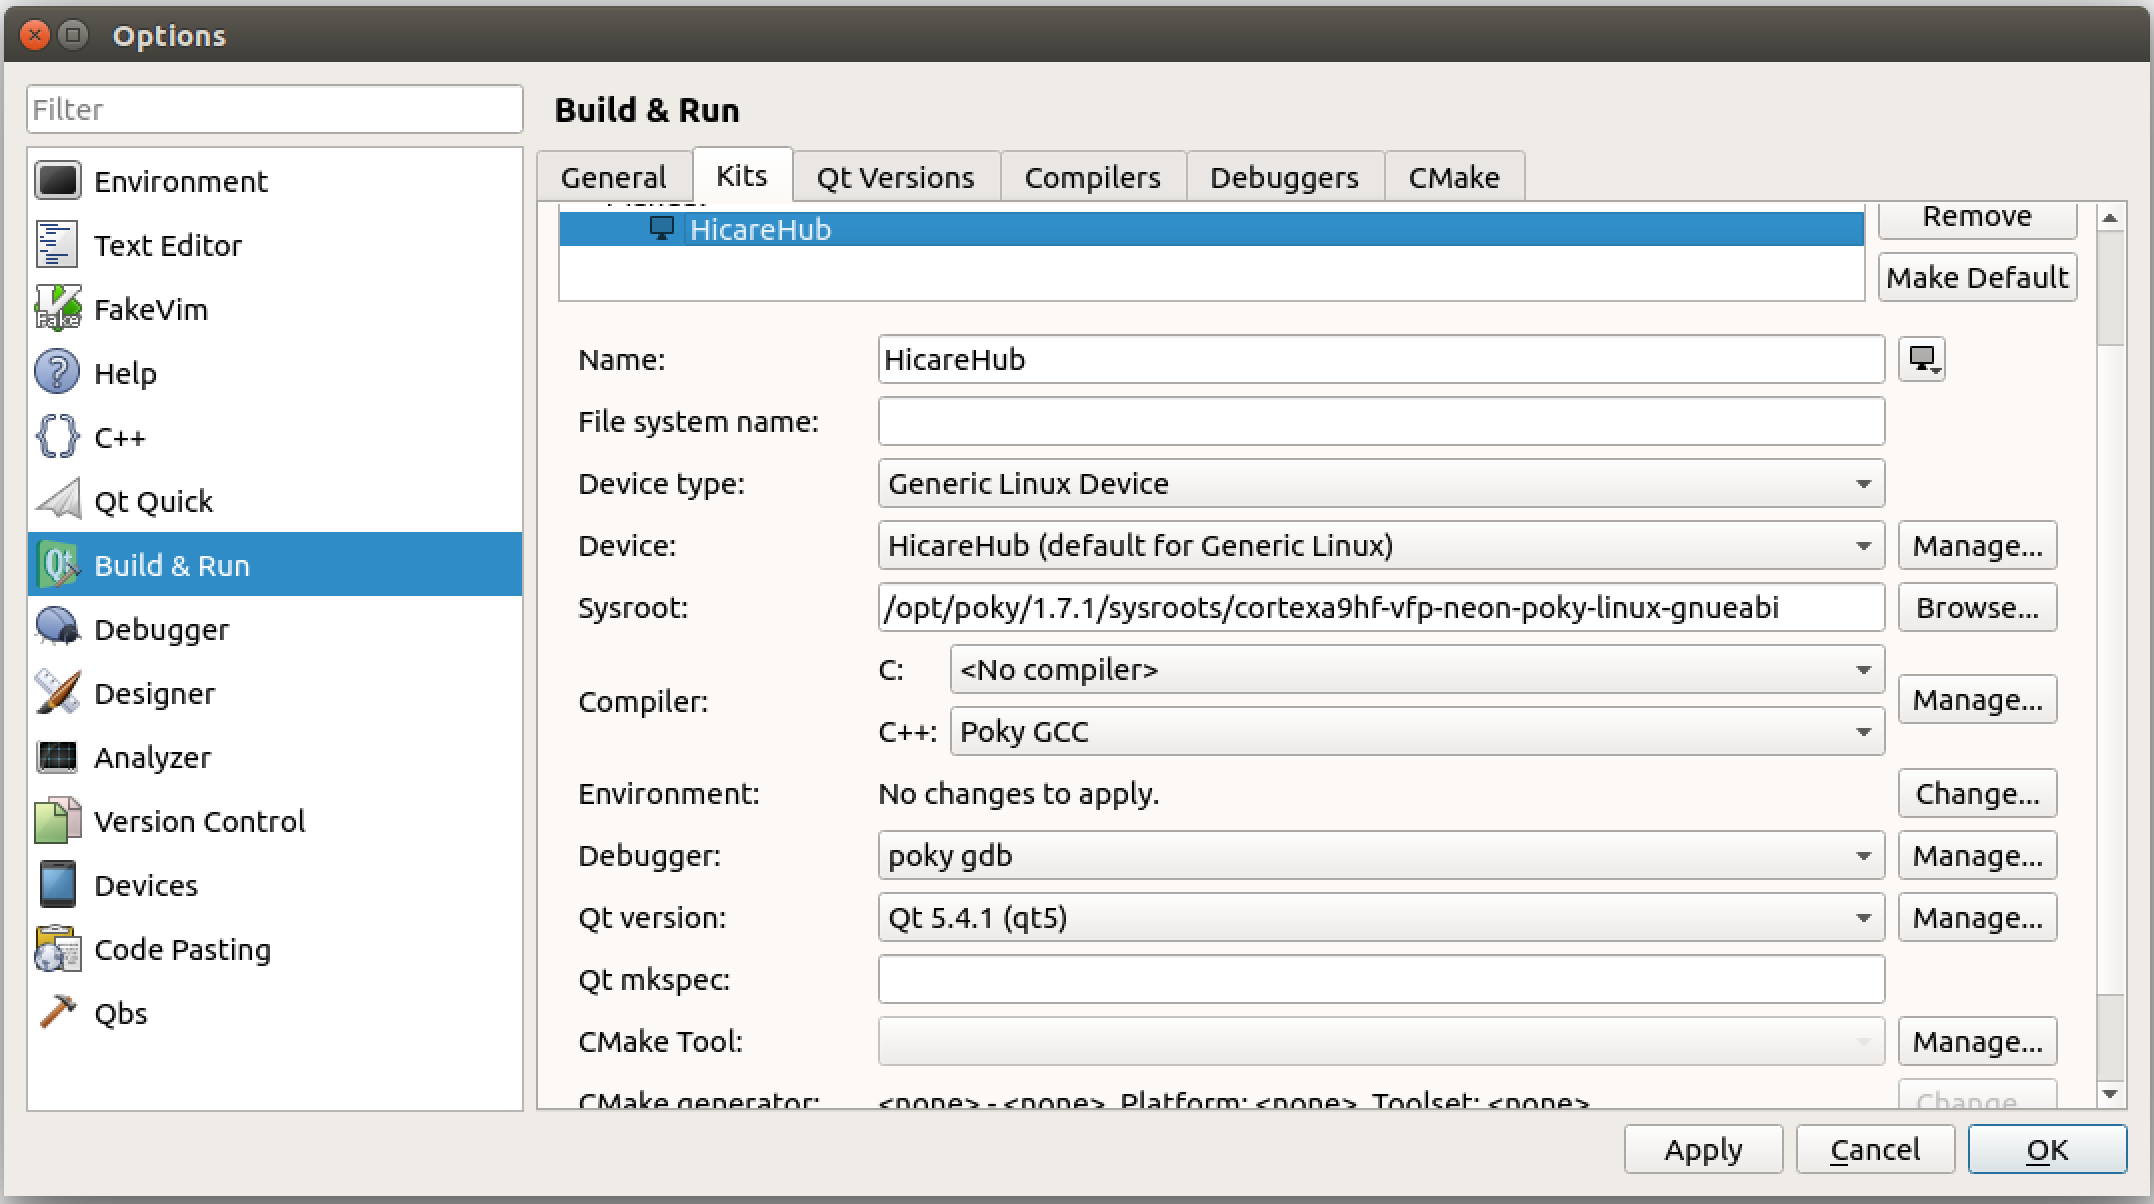 Options
Filter
Environment
Text Editor
FakeVim
Help
C++
Qt Quick
Build & Run
Debugger
Designer
Analyzer
Version Control
Devices
Code Pasting
Qbs
Build & Run
General Kits Qt Versions Compilers Debuggers CMake
HicareHub
Remove
Make Default
Name: HicareHub
File system name:
Device type: Generic Linux Device
Device: HicareHub (default for Generic Linux) Manage...
Sysroot: /opt/poky/1.7.1/sysroots/cortexa9hf-vfp-neon-poky-linux-gnueabi Browse...
Compiler: C: <No compiler> Manage...
C++: Poky GCC
Environment: No changes to apply. Change...
Debugger: poky gdb Manage...
Qt version: Qt 5.4.1 (qt5) Manage...
Qt mkspec:
CMake Tool: Manage...
CMake generator: <none> - <none>, Platform: <none>, Toolset: <none> Change...
Apply Cancel OK